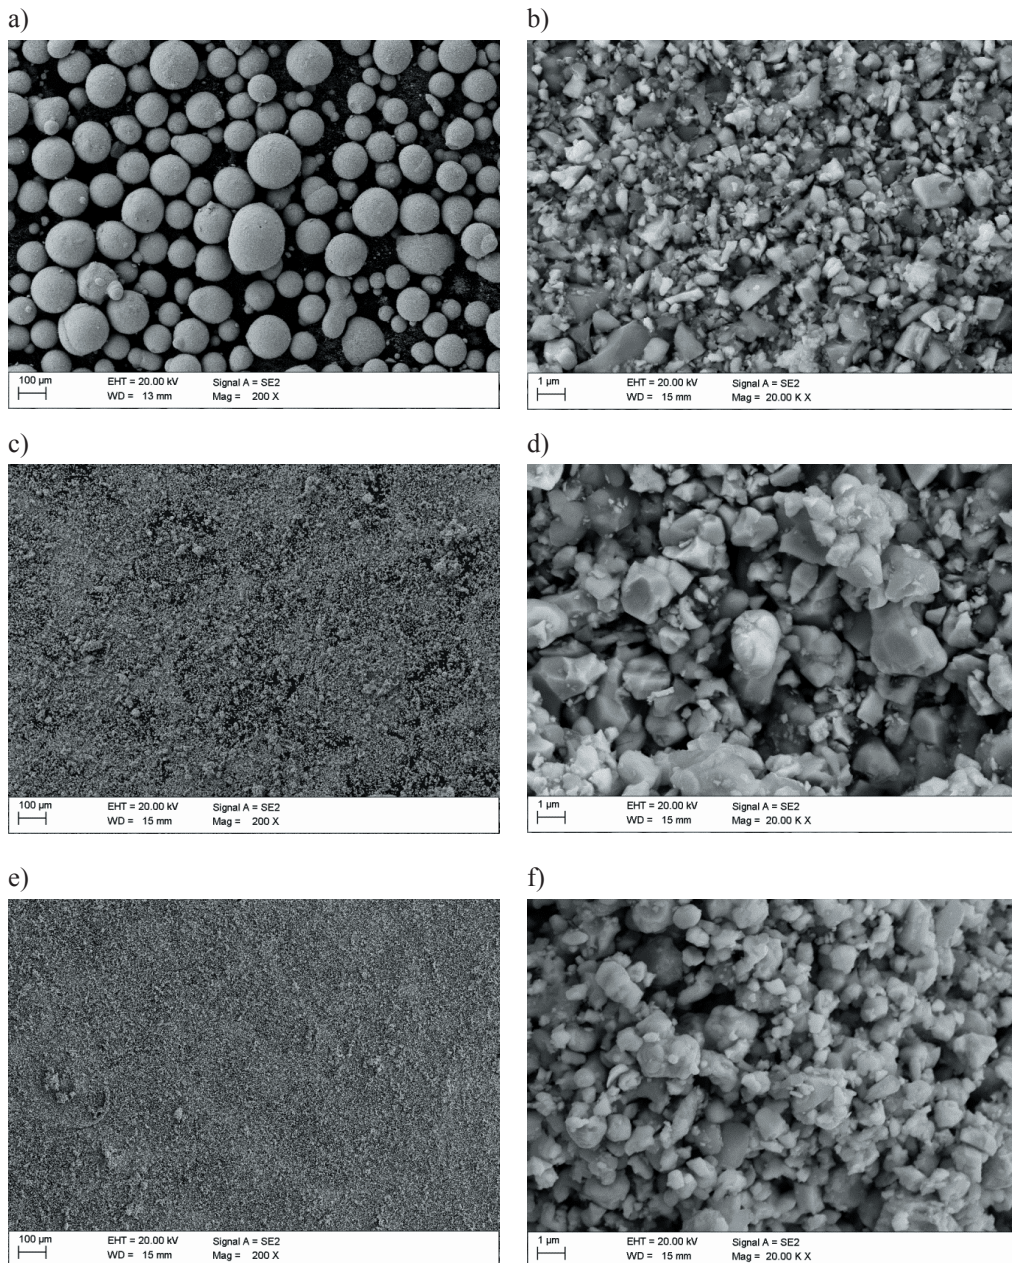 a)
b)
100 µm EHT = 20.00 kV Signal A = SE2
WD = 13 mm Mag = 200 X
1 µm EHT = 20.00 kV Signal A = SE2
WD = 15 mm Mag = 20.00 K X
c)
d)
100 µm EHT = 20.00 kV Signal A = SE2
WD = 15 mm Mag = 200 X
1 µm EHT = 20.00 kV Signal A = SE2
WD = 15 mm Mag = 20.00 K X
e)
f)
100 µm EHT = 20.00 kV Signal A = SE2
WD = 15 mm Mag = 200 X
1 µm EHT = 20.00 kV Signal A = SE2
WD = 15 mm Mag = 20.00 K X